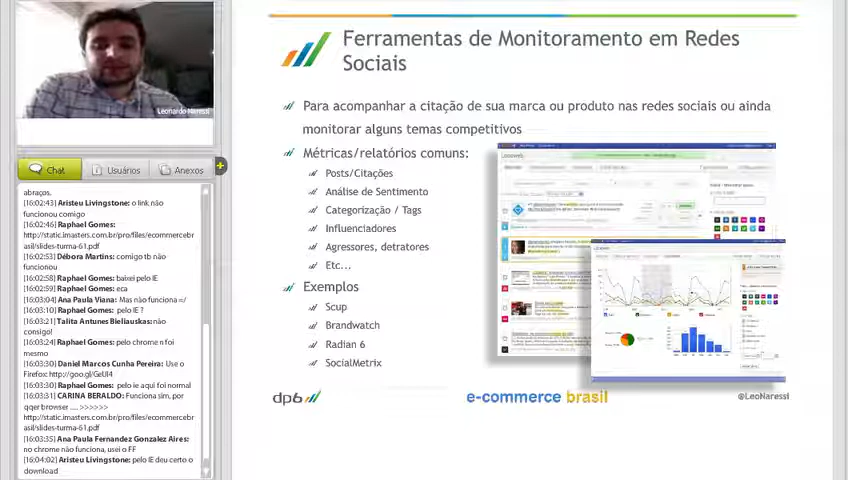 Leonardo Naressi
Chat
Usuários
Anexos
abraços.
[16:02:43] Aristeu Livingstone: o link não
funcionou comigo
[16:02:46] Raphael Gomes:
http://static.imasters.com.br/pro/files/ecommercebr
asil/slides-turma-61.pdf
[16:02:53] Débora Martins: comigo tb não
funcionou
[16:02:58] Raphael Gomes: baixei pelo IE
[16:02:59] Raphael Gomes: eca
[16:03:04] Ana Paula Viana: Mas não funciona =/
[16:03:10] Raphael Gomes: pelo IE ?
[16:03:21] Talita Antunes Bieliauskas: não
consigo!
[16:03:24] Raphael Gomes: pelo chrome n foi
mesmo
[16:03:30] Daniel Marcos Cunha Pereira: Use o
Firefox: http://goo.gl/GeUI4
[16:03:30] Raphael Gomes: pelo ie aqui foi normal
[16:03:31] CARINA BERALDO: Funciona sim, por
qqer browser .... >>>>>>
http://static.imasters.com.br/pro/files/ecommercebr
asil/slides-turma-61.pdf
[16:03:35] Ana Paula Fernandez Gonzalez Aires:
no chrome não funciona, usei o FF
[16:04:02] Aristeu Livingstone: pelo IE deu certo o
download
Ferramentas de Monitoramento em Redes
Sociais
Para acompanhar a citação de sua marca ou produto nas redes sociais ou ainda
monitorar alguns temas competitivos
Métricas/relatórios comuns:
Posts/Citações
Análise de Sentimento
Categorização / Tags
Influenciadores
Agressores, detratores
Etc...
Exemplos
Scup
Brandwatch
Radian 6
SocialMetrix
dp6
e-commerce brasil
@LeoNaressi